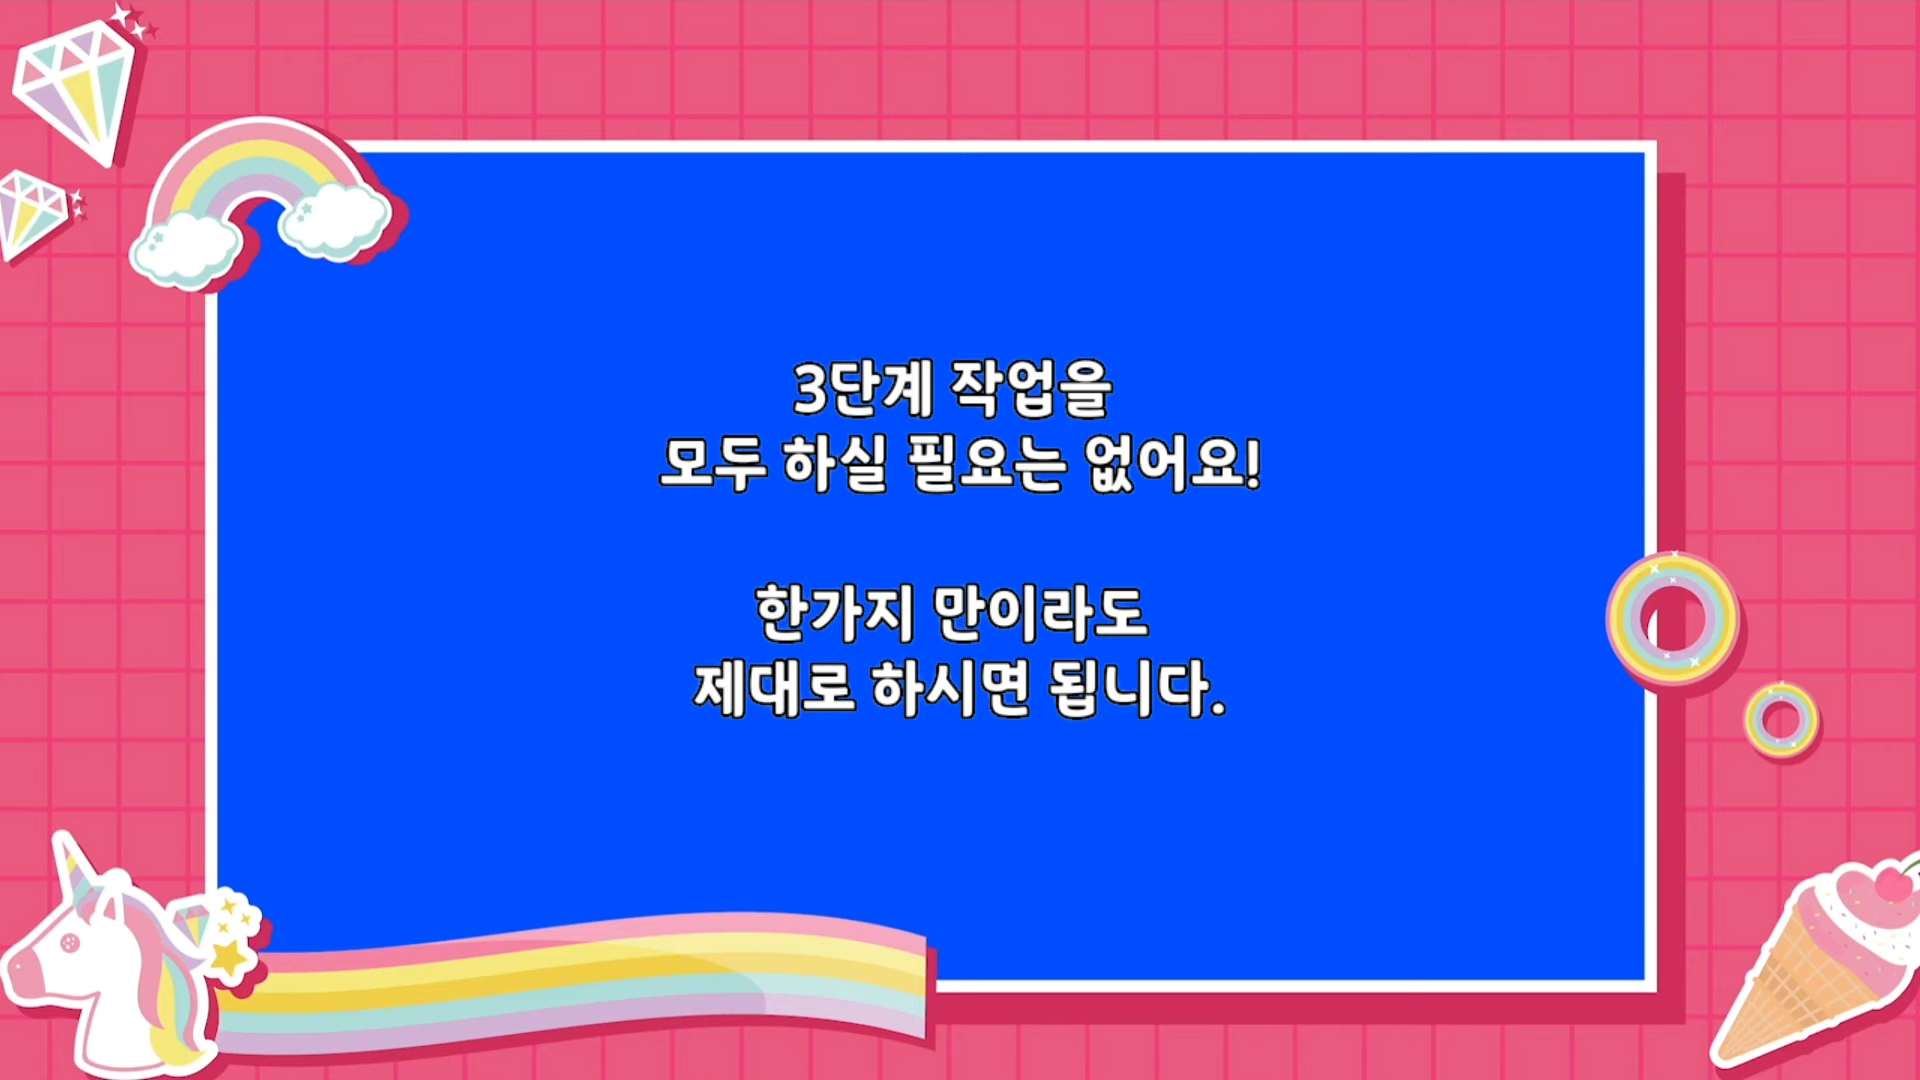 3단계 작업을
모두 하실 필요는 없어요!
한가지 만이라도
제대로 하시면 됩니다.